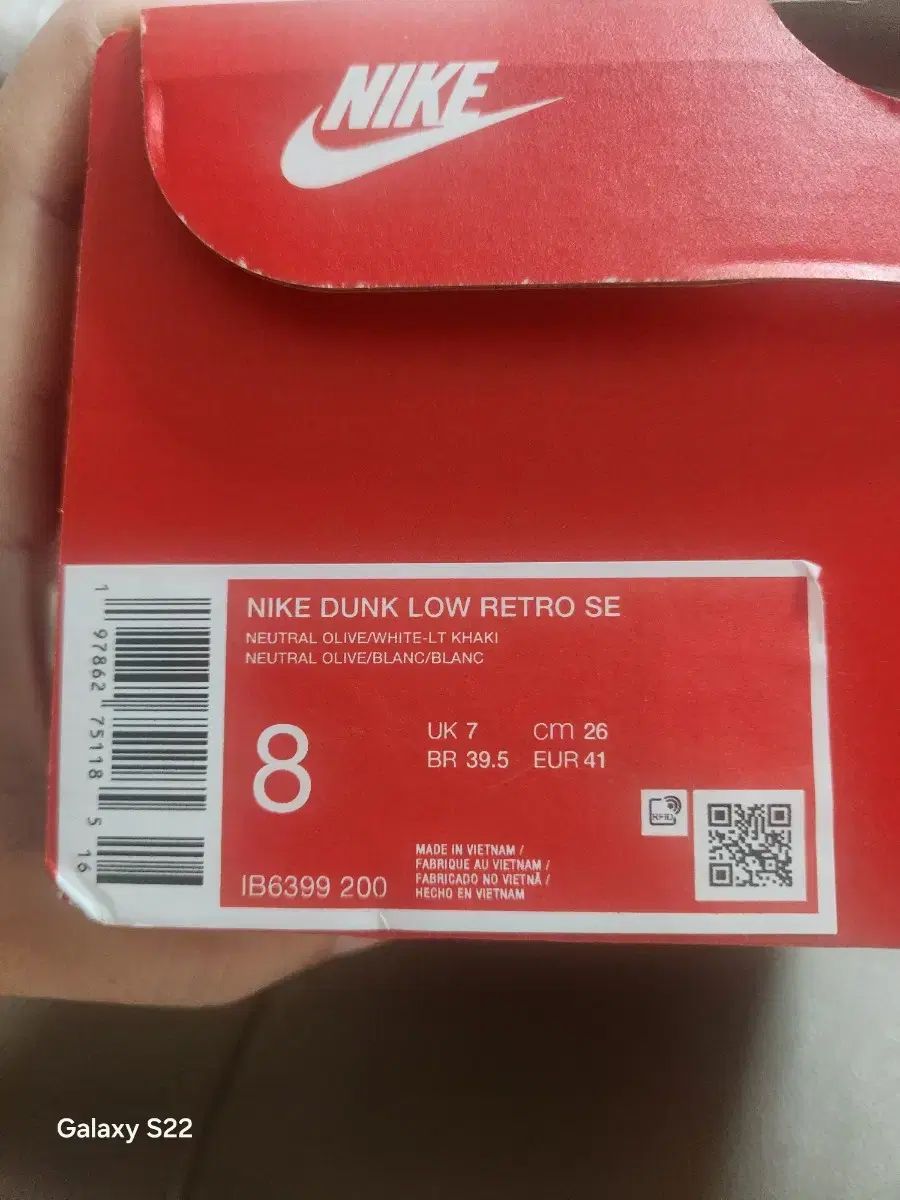 NIKE
NIKE DUNK LOW RETRO SE
NEUTRAL OLIVE/WHITE-LT KHAKI
NEUTRAL OLIVE/BLANC/BLANC
8
UK 7 cm 26
BR 39.5 EUR 41
IB6399 200
MADE IN VIETNAM /
FABRIQUE AU VIETNAM /
FABRICADO NO VIETNÃ /
HECHO EN VIETNAM
RFID
1 97862 75118 5 16
Galaxy S22